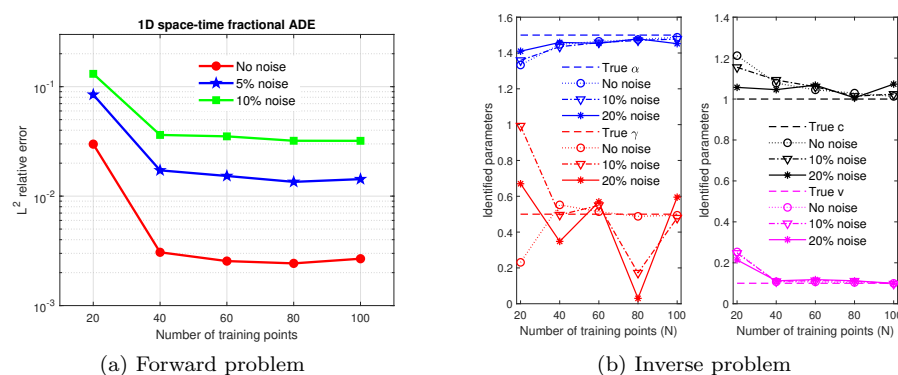 1D space-time fractional ADE
L² relative error
10⁻¹
10⁻²
10⁻³
No noise
5% noise
10% noise
20 40 60 80 100
Number of training points
(a) Forward problem
Identified parameters
1.6
1.4
1.2
1
0.8
0.6
0.4
0.2
0
True α
No noise
10% noise
20% noise
True γ
No noise
10% noise
20% noise
20 40 60 80 100
Number of training points (N)
Identified parameters
1.4
1.2
1
0.8
0.6
0.4
0.2
0
True c
No noise
10% noise
20% noise
True v
No noise
10% noise
20% noise
20 40 60 80 100
Number of training points (N)
(b) Inverse problem